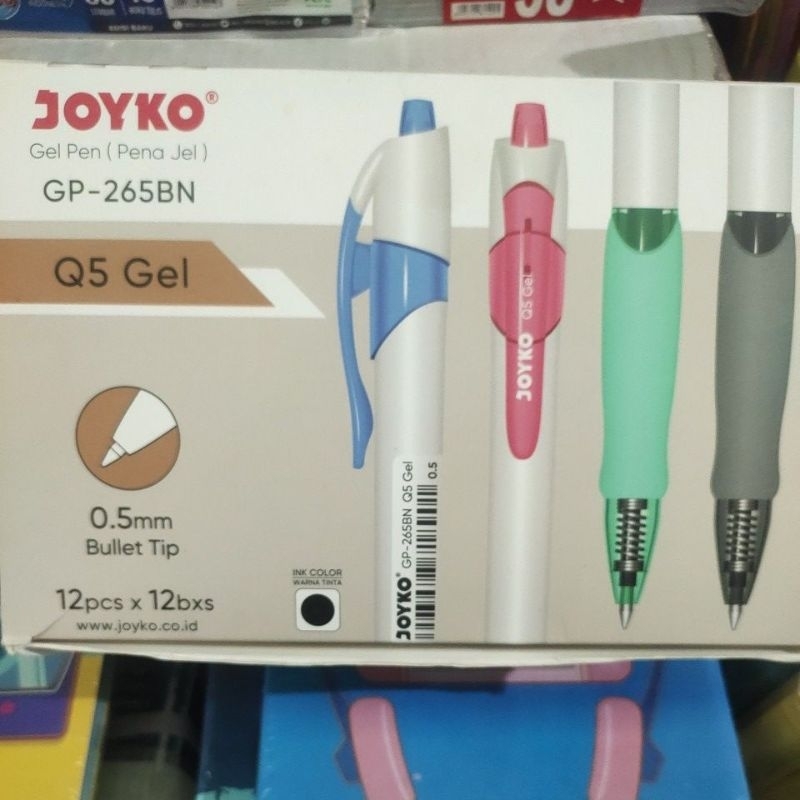 JOYKO®
Gel Pen ( Pena Jel )
GP-265BN
Q5 Gel
0.5mm
Bullet Tip
12pcs x 12bxs
www.joyko.co.id
INK COLOR
WARNA TINTA
JOYKO® GP-265BN Q5 Gel
0.5
JOYKO Q5 Gel